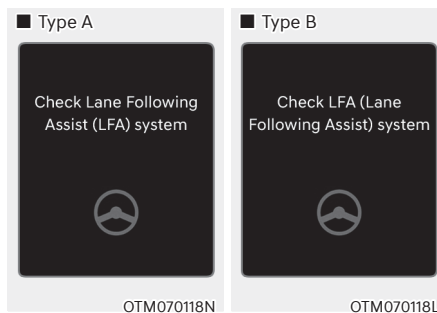 ■ Type A
Check Lane Following
Assist (LFA) system
OTM070118N
■ Type B
Check LFA (Lane
Following Assist) system
OTM070118L